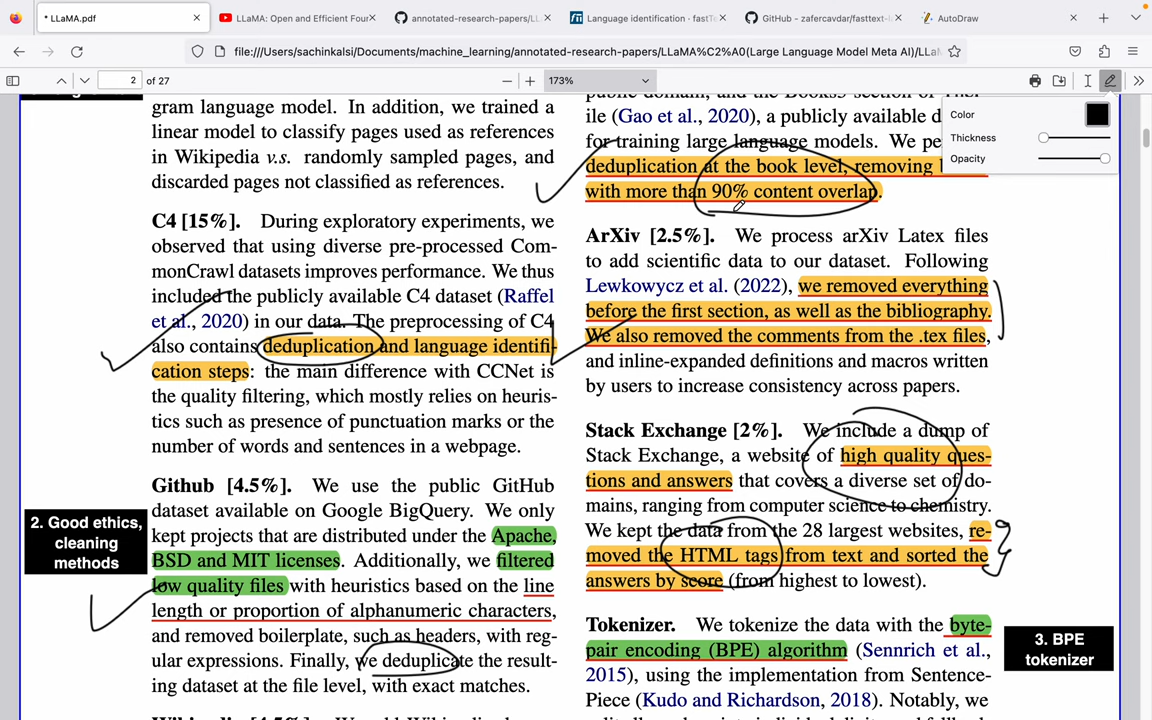 * LLaMA.pdf
LLaMA: Open and Efficient Four
annotated-research-papers/LL
Language identification · fastTe
GitHub - zafercavdar/fasttext-l
AutoDraw
file:///Users/sachinkalsi/Documents/machine_learning/annotated-research-papers/LLaMA%C2%A0(Large Language Model Meta AI)/LLa
2 of 27
173%
Color
Thickness
Opacity
gram language model. In addition, we trained a
linear model to classify pages used as references
in Wikipedia v.s. randomly sampled pages, and
discarded pages not classified as references.
C4 [15%]. During exploratory experiments, we
observed that using diverse pre-processed Com-
monCrawl datasets improves performance. We thus
included the publicly available C4 dataset (Raffel
et al., 2020) in our data. The preprocessing of C4
also contains deduplication and language identifi-
cation steps: the main difference with CCNet is
the quality filtering, which mostly relies on heuris-
tics such as presence of punctuation marks or the
number of words and sentences in a webpage.
Github [4.5%]. We use the public GitHub
dataset available on Google BigQuery. We only
kept projects that are distributed under the Apache,
BSD and MIT licenses. Additionally, we filtered
low quality files with heuristics based on the line
length or proportion of alphanumeric characters,
and removed boilerplate, such as headers, with reg-
ular expressions. Finally, we deduplicate the result-
ing dataset at the file level, with exact matches.
2. Good ethics,
cleaning
methods
public domain, and the Books3 section of
ile (Gao et al., 2020), a publicly available d
for training large language models. We pe
deduplication at the book level, removing
with more than 90% content overlap.
ArXiv [2.5%]. We process arXiv Latex files
to add scientific data to our dataset. Following
Lewkowycz et al. (2022), we removed everything
before the first section, as well as the bibliography.
We also removed the comments from the .tex files,
and inline-expanded definitions and macros written
by users to increase consistency across papers.
Stack Exchange [2%]. We include a dump of
Stack Exchange, a website of high quality ques-
tions and answers that covers a diverse set of do-
mains, ranging from computer science to chemistry.
We kept the data from the 28 largest websites, re-
moved the HTML tags from text and sorted the
answers by score (from highest to lowest).
Tokenizer. We tokenize the data with the byte-
pair encoding (BPE) algorithm (Sennrich et al.,
2015), using the implementation from Sentence-
Piece (Kudo and Richardson, 2018). Notably, we
3. BPE
tokenizer